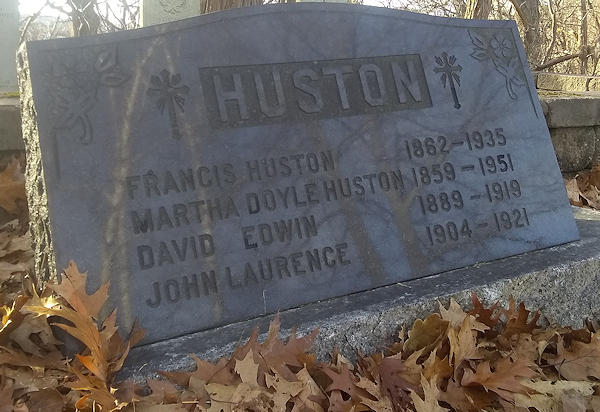 HUSTON
FRANCIS HUSTON 1862-1935
MARTHA DOYLE HUSTON 1859-1951
DAVID EDWIN 1889-1919
JOHN LAURENCE 1904-1921